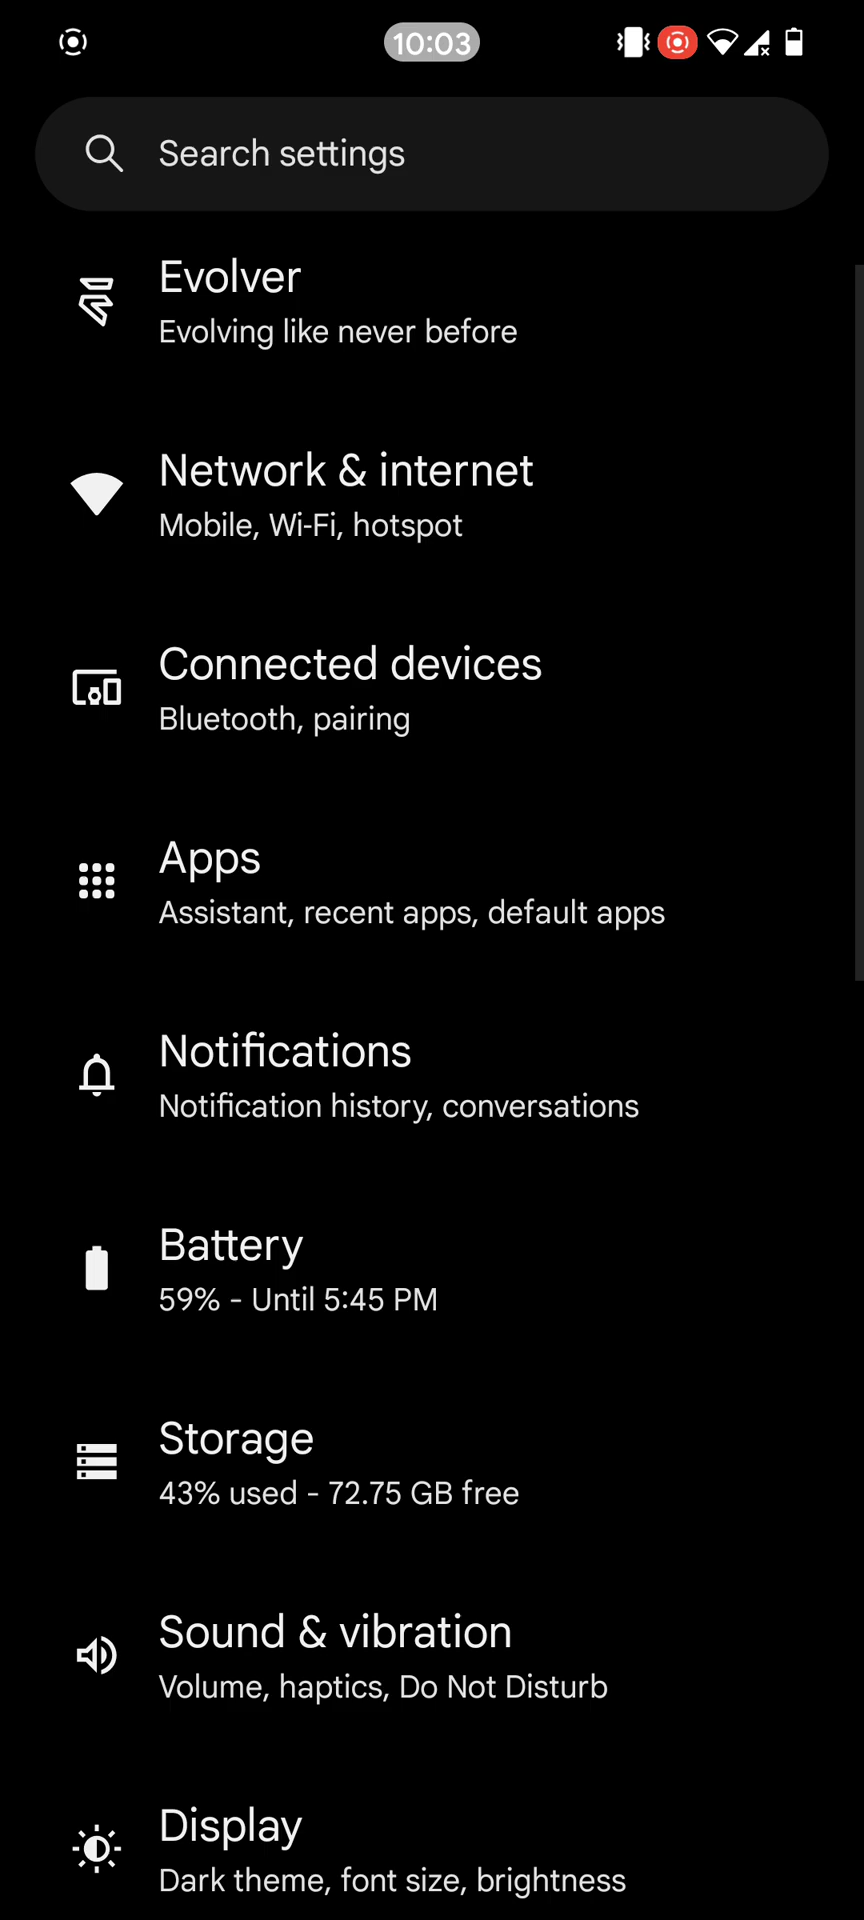 10:03
Search settings
Evolver
Evolving like never before
Network & internet
Mobile, Wi-Fi, hotspot
Connected devices
Bluetooth, pairing
Apps
Assistant, recent apps, default apps
Notifications
Notification history, conversations
Battery
59% - Until 5:45 PM
Storage
43% used - 72.75 GB free
Sound & vibration
Volume, haptics, Do Not Disturb
Display
Dark theme, font size, brightness